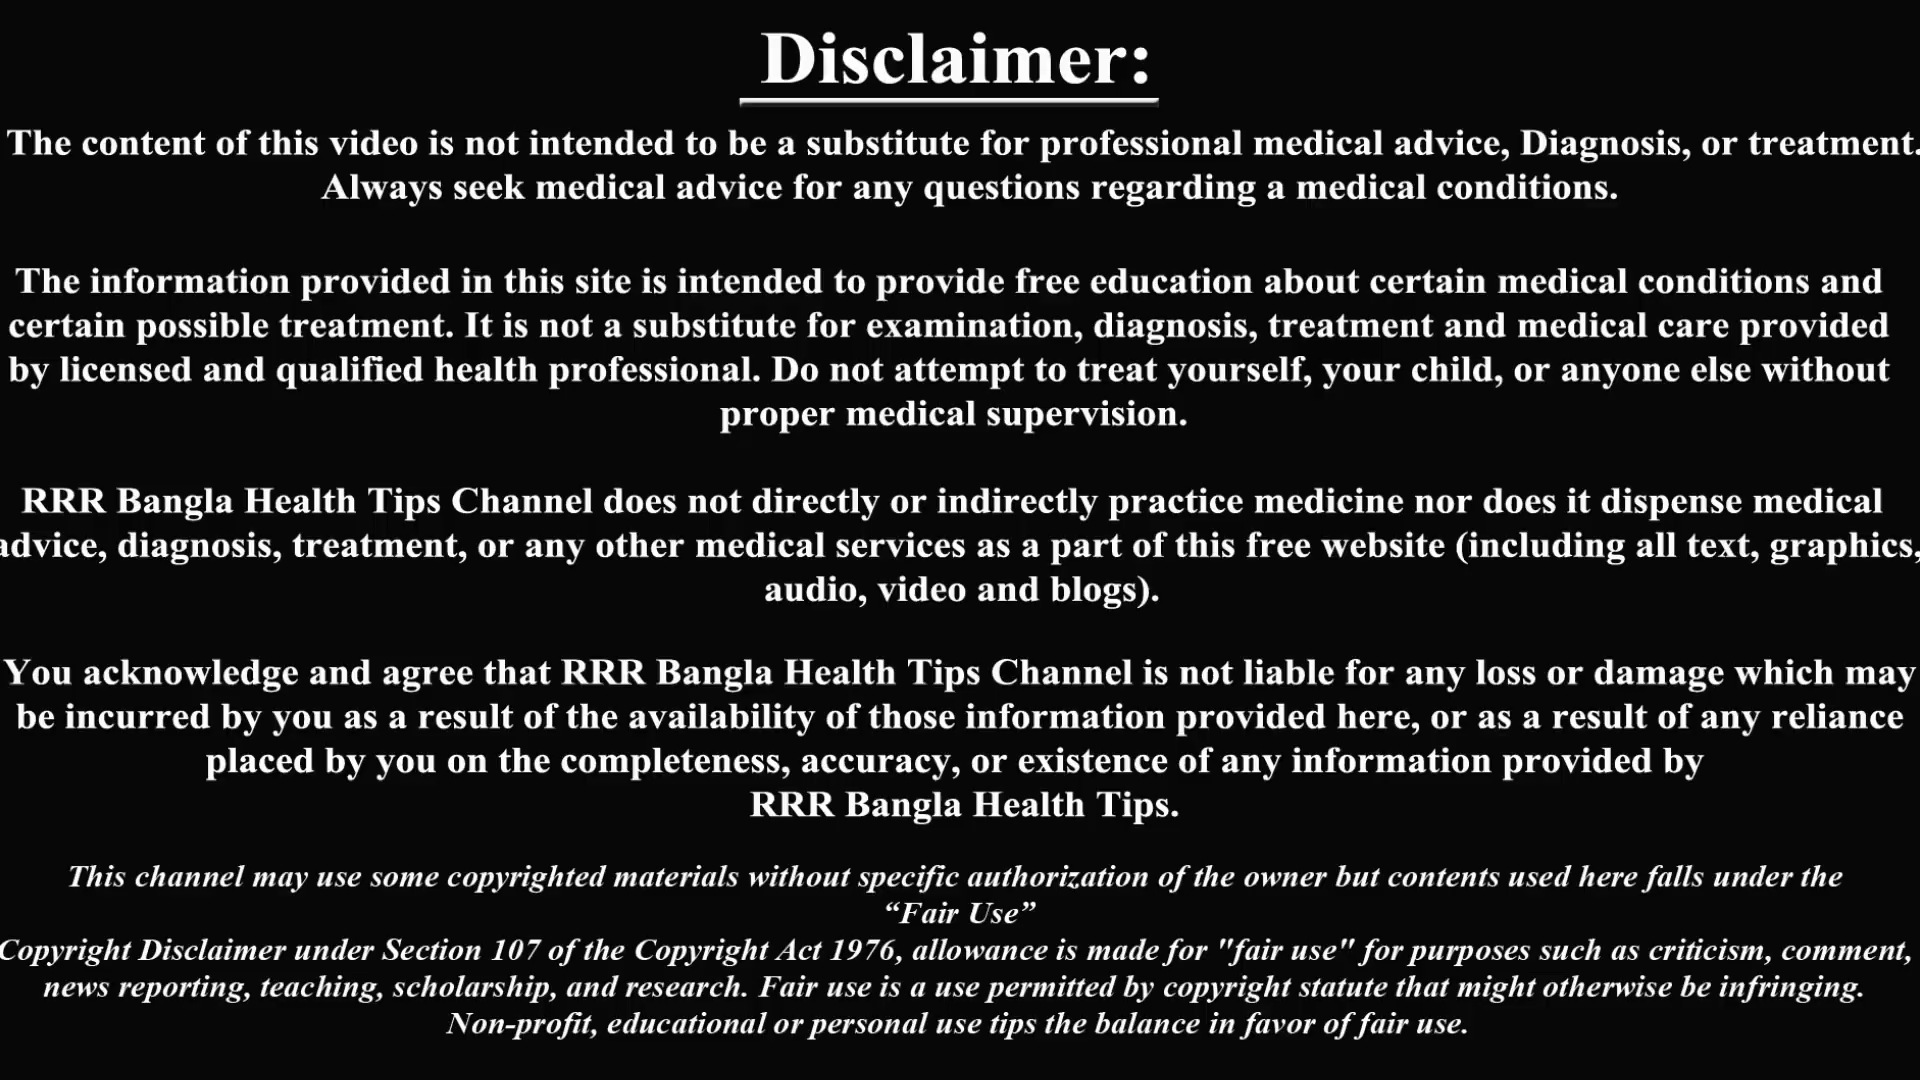 Disclaimer:
The content of this video is not intended to be a substitute for professional medical advice, Diagnosis, or treatment.
Always seek medical advice for any questions regarding a medical conditions.
The information provided in this site is intended to provide free education about certain medical conditions and
certain possible treatment. It is not a substitute for examination, diagnosis, treatment and medical care provided
by licensed and qualified health professional. Do not attempt to treat yourself, your child, or anyone else without
proper medical supervision.
RRR Bangla Health Tips Channel does not directly or indirectly practice medicine nor does it dispense medical
advice, diagnosis, treatment, or any other medical services as a part of this free website (including all text, graphics,
audio, video and blogs).
You acknowledge and agree that RRR Bangla Health Tips Channel is not liable for any loss or damage which may
be incurred by you as a result of the availability of those information provided here, or as a result of any reliance
placed by you on the completeness, accuracy, or existence of any information provided by
RRR Bangla Health Tips.
This channel may use some copyrighted materials without specific authorization of the owner but contents used here falls under the
“Fair Use”
Copyright Disclaimer under Section 107 of the Copyright Act 1976, allowance is made for "fair use" for purposes such as criticism, comment,
news reporting, teaching, scholarship, and research. Fair use is a use permitted by copyright statute that might otherwise be infringing.
Non-profit, educational or personal use tips the balance in favor of fair use.